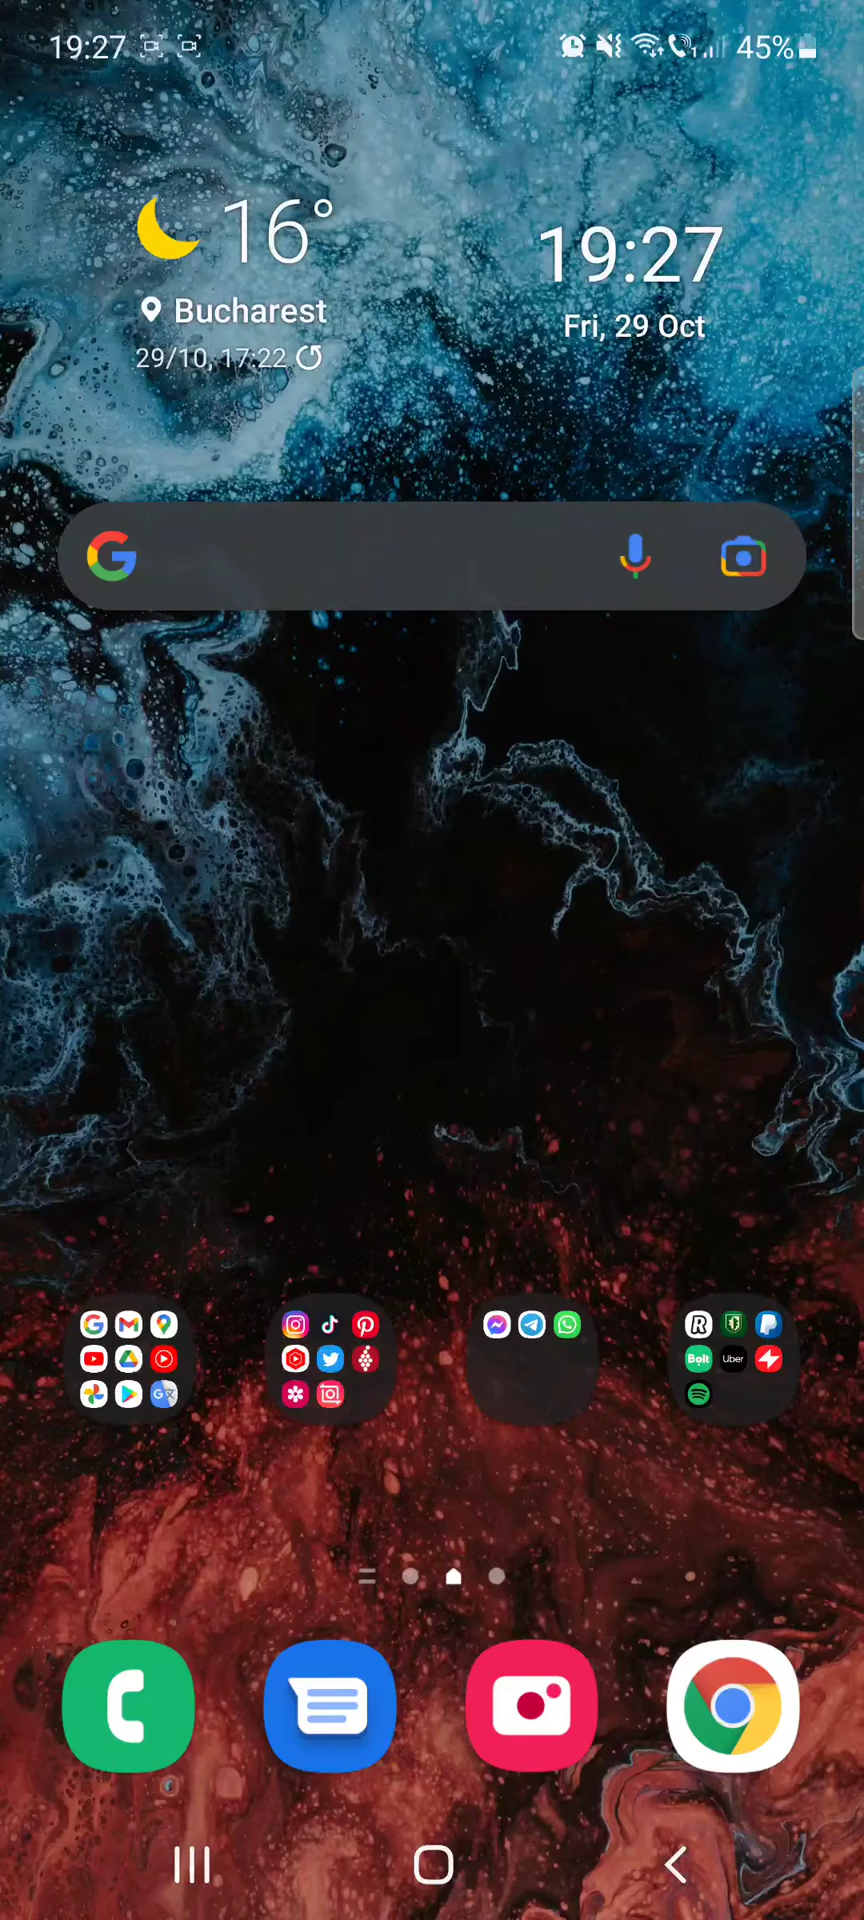 19:27
45%
16°
Bucharest
29/10, 17:22
19:27
Fri, 29 Oct
Bolt
Uber